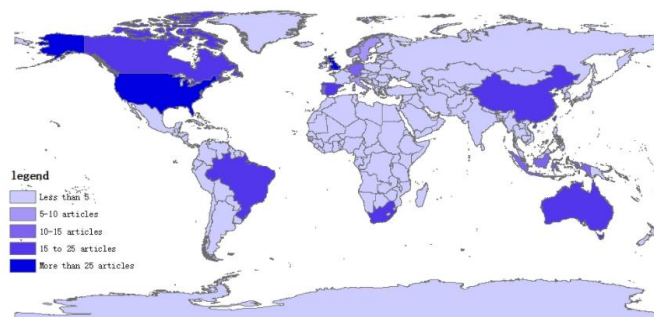 legend
Less than 5
5-10 articles
10-15 articles
15 to 25 articles
More than 25 articles